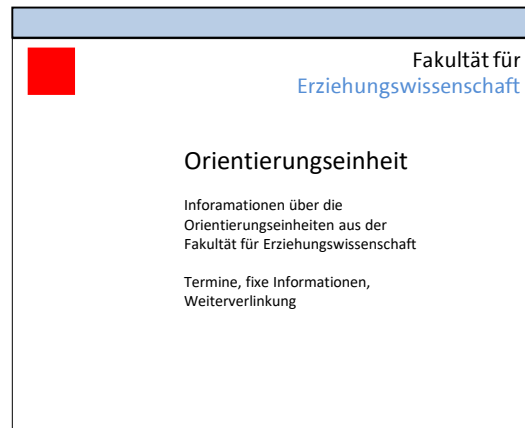 Fakultät für
Erziehungswissenschaft
Orientierungseinheit
Inforamationen über die
Orientierungseinheiten aus der
Fakultät für Erziehungswissenschaft
Termine, fixe Informationen,
Weiterverlinkung